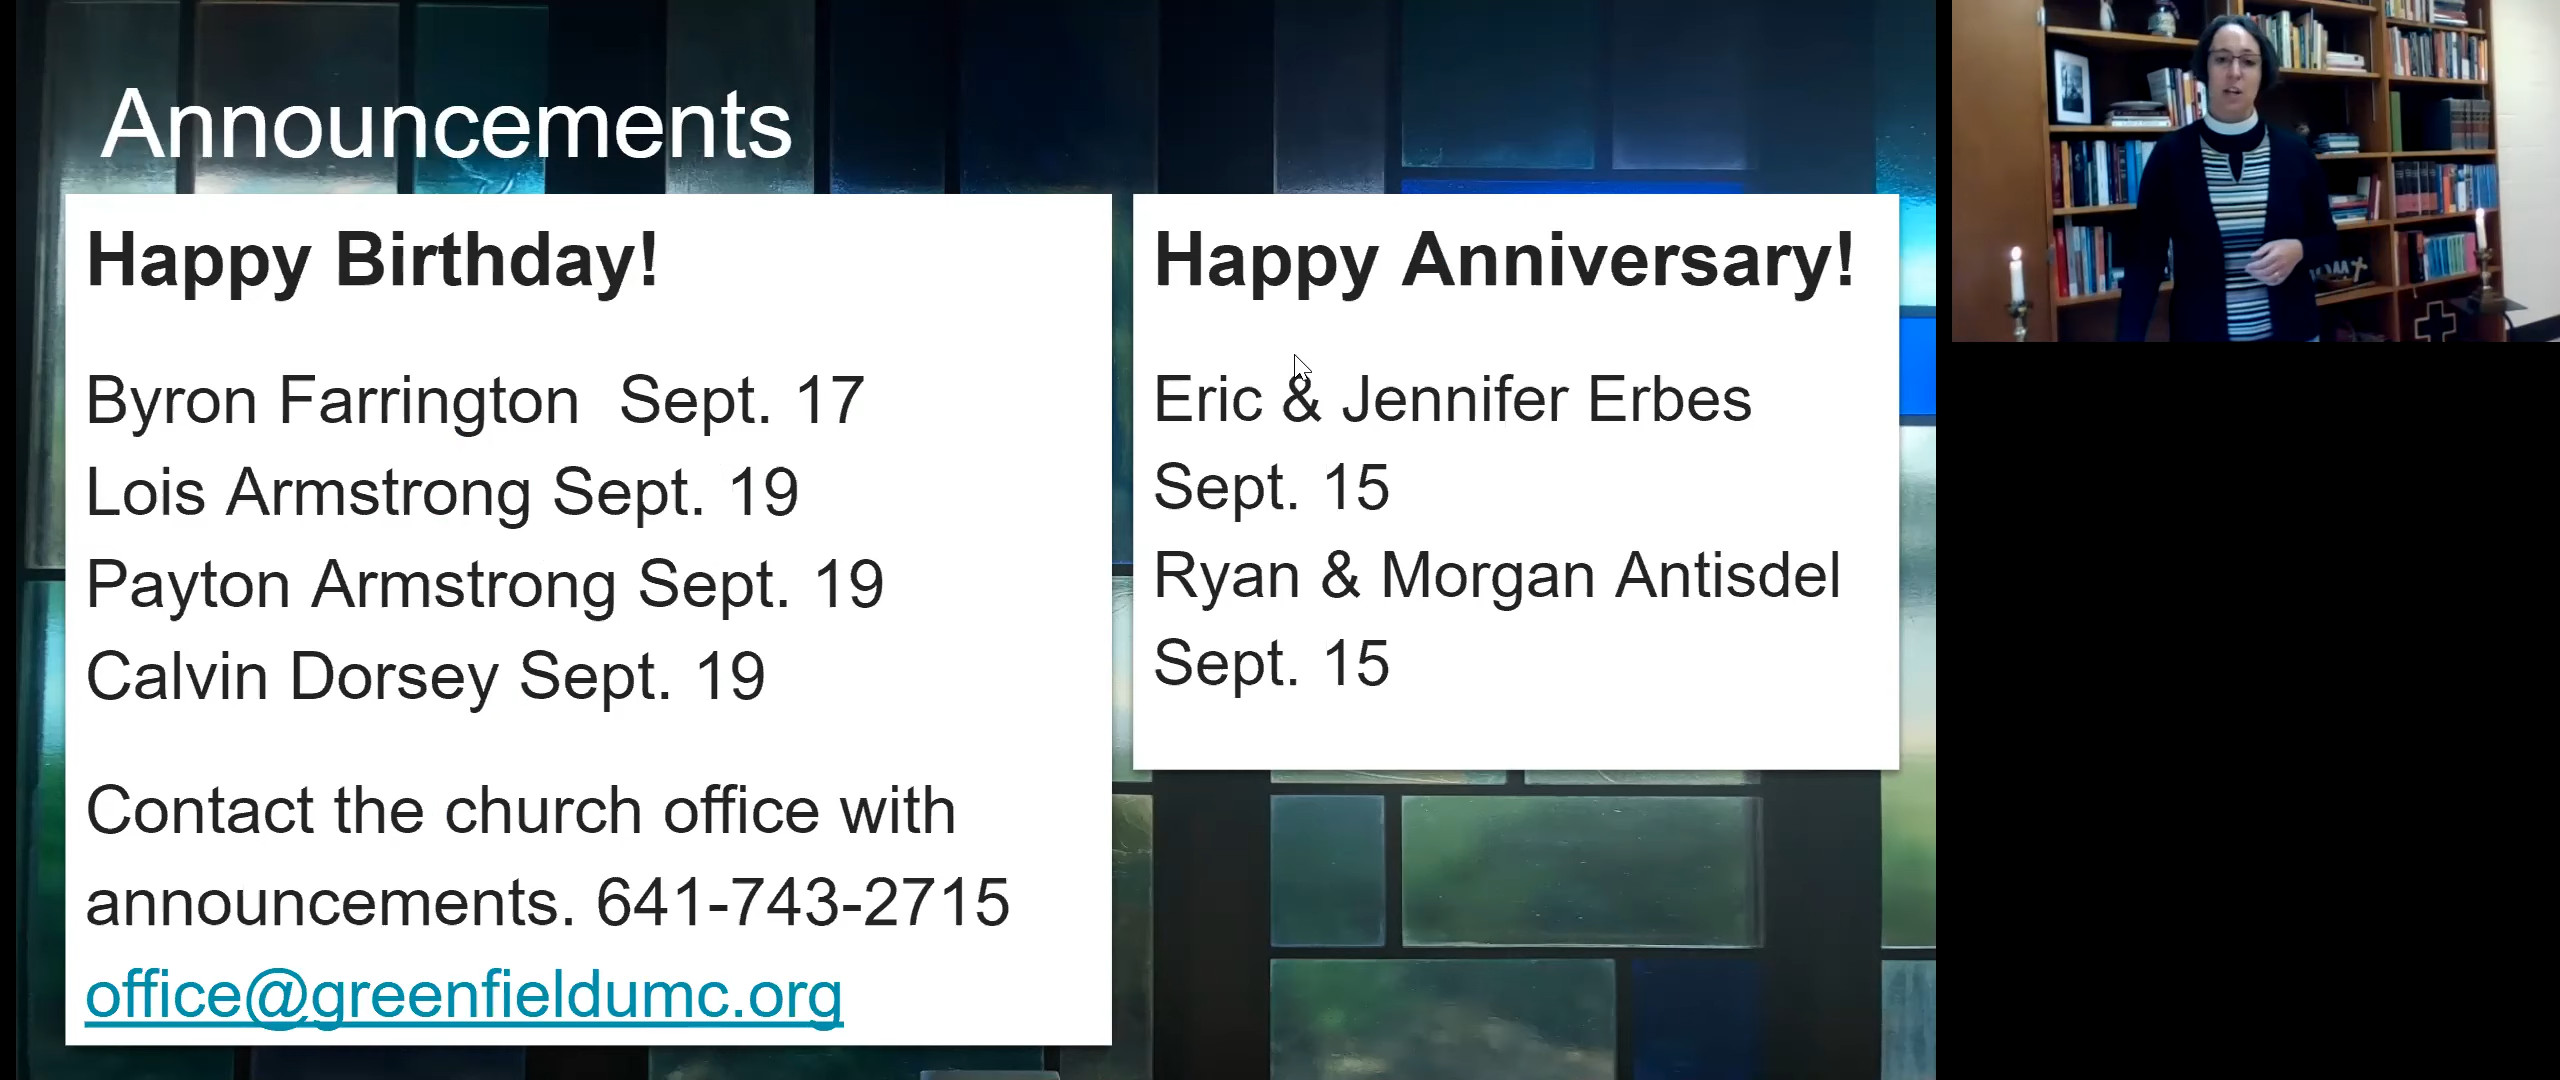 Announcements
Happy Birthday!
Byron Farrington  Sept. 17
Lois Armstrong Sept. 19
Payton Armstrong Sept. 19
Calvin Dorsey Sept. 19
Contact the church office with
announcements. 641-743-2715
office@greenfieldumc.org
Happy Anniversary!
Eric & Jennifer Erbes
Sept. 15
Ryan & Morgan Antisdel
Sept. 15